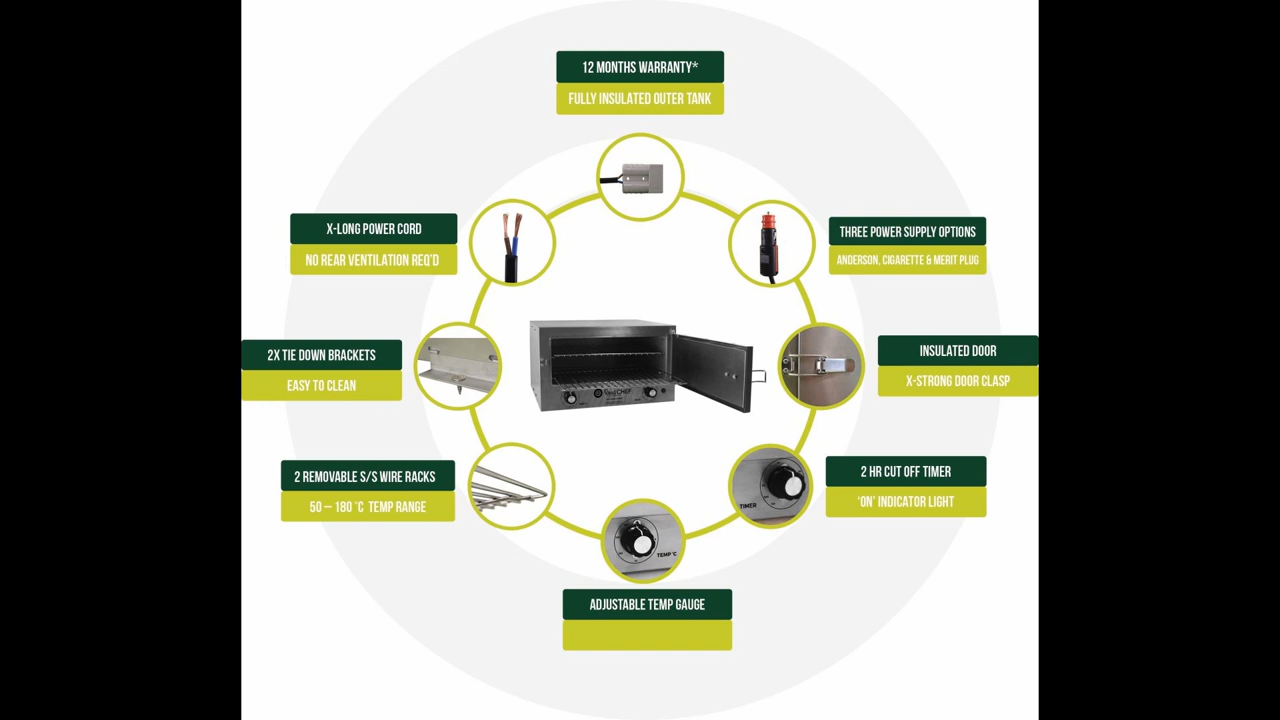 12 MONTHS WARRANTY*
FULLY INSULATED OUTER TANK
X-LONG POWER CORD
NO REAR VENTILATION REQ'D
THREE POWER SUPPLY OPTIONS
ANDERSON, CIGARETTE & MERIT PLUG
2X TIE DOWN BRACKETS
EASY TO CLEAN
INSULATED DOOR
X-STRONG DOOR CLASP
2 REMOVABLE S/S WIRE RACKS
50 – 180 °C TEMP RANGE
TIMER
2 HR CUT OFF TIMER
'ON' INDICATOR LIGHT
TEMP°C
ADJUSTABLE TEMP GAUGE